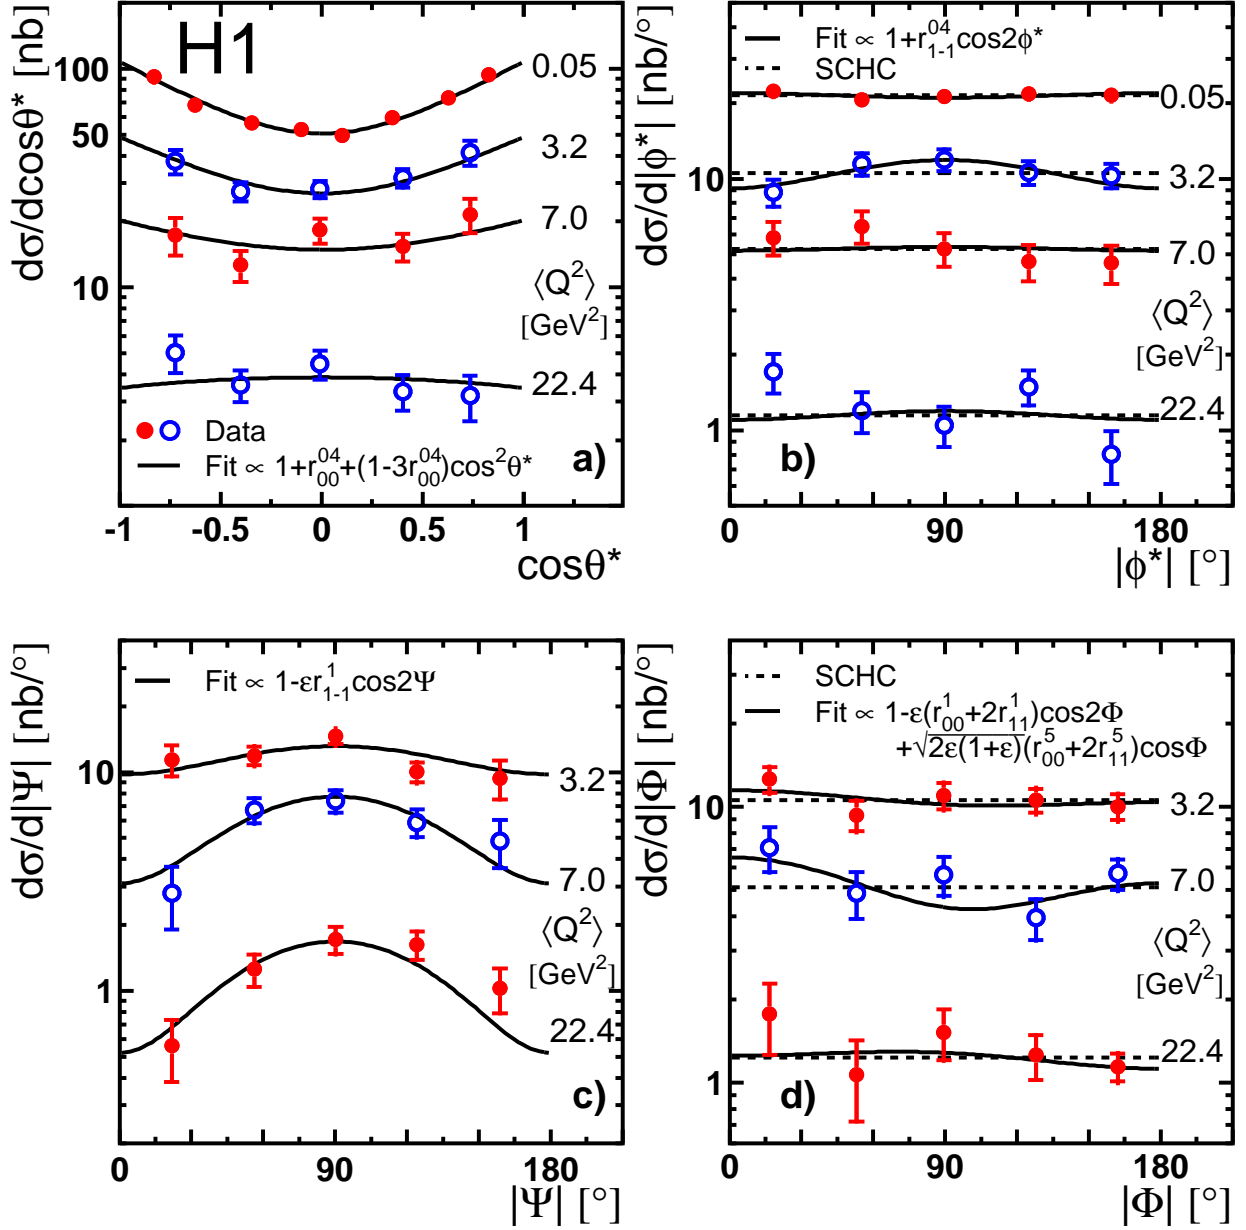 H1
dσ/dcosθ* [nb]
100
50
10
0.05
3.2
7.0
⟨Q²⟩
[GeV²]
22.4
Data
Fit ∝ 1+r⁰⁴₀₀+(1-3r⁰⁴₀₀)cos²θ*
a)
-1 -0.5 0 0.5 1
cosθ*
dσ/d|ϕ*| [nb/°]
Fit ∝ 1+r⁰⁴₁₋₁cos2ϕ*
SCHC
10
1
0.05
3.2
7.0
⟨Q²⟩
[GeV²]
22.4
b)
0 90 180
|ϕ*| [°]
dσ/d|Ψ| [nb/°]
Fit ∝ 1-εr¹₁₋₁cos2Ψ
10
1
3.2
7.0
⟨Q²⟩
[GeV²]
22.4
c)
0 90 180
|Ψ| [°]
dσ/d|Φ| [nb/°]
SCHC
Fit ∝ 1-ε(r¹₀₀+2r¹₁₁)cos2Φ
+√2ε(1+ε)(r⁵₀₀+2r⁵₁₁)cosΦ
10
1
3.2
7.0
⟨Q²⟩
[GeV²]
22.4
d)
0 90 180
|Φ| [°]